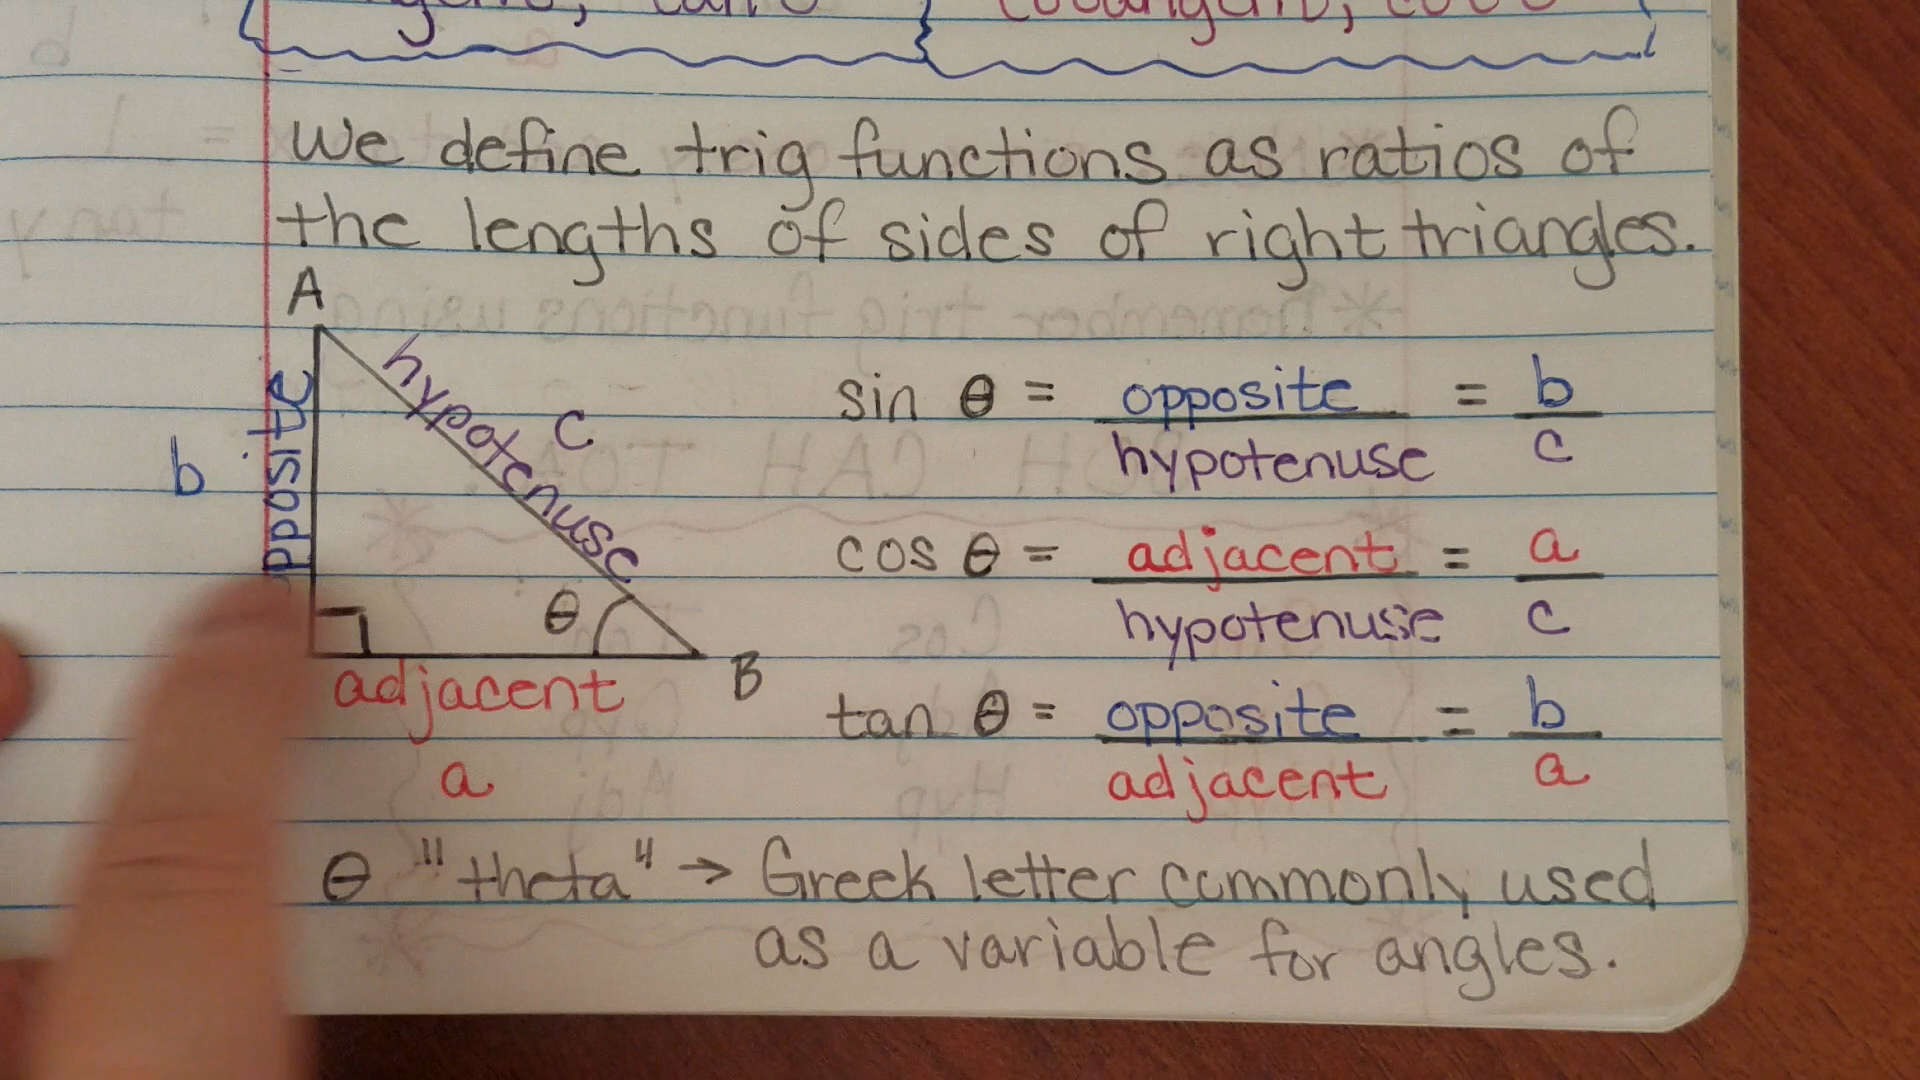 We define trig functions as ratios of
the lengths of sides of right triangles.
A
hypotenuse
c
b
θ
adjacent
B
a
sin θ = opposite = b
hypotenuse c
cos θ = adjacent = a
hypotenuse c
tan θ = opposite = b
adjacent a
θ "theta" → Greek letter commonly used
as a variable for angles.